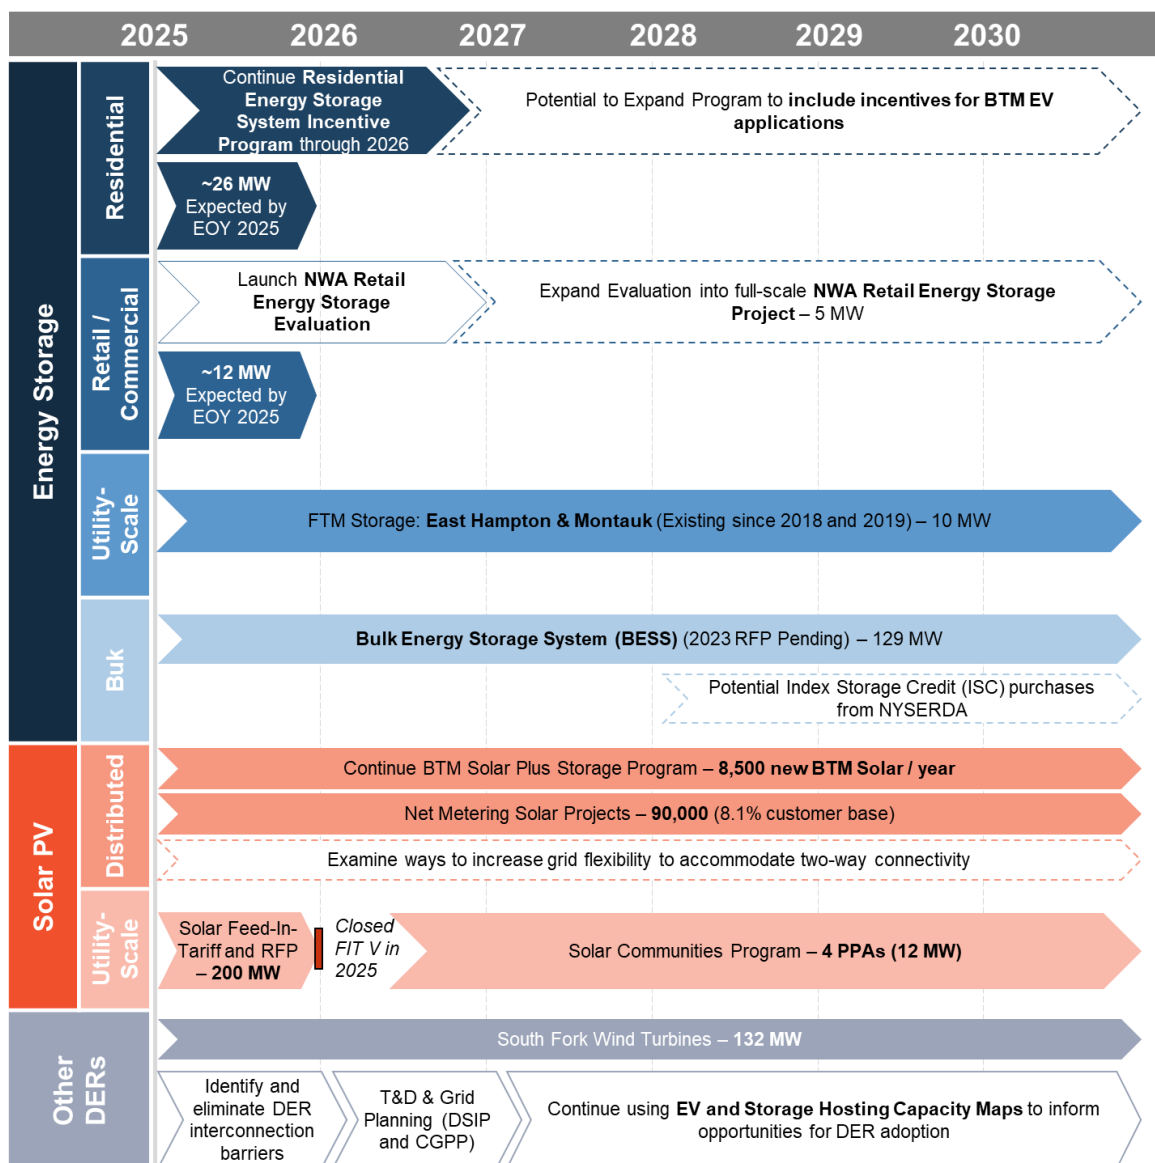 2025 2026 2027 2028 2029 2030
Energy Storage
Residential
Continue Residential
Energy Storage
System Incentive
Program through 2026
Potential to Expand Program to include incentives for BTM EV
applications
~26 MW
Expected by
EOY 2025
Retail /
Commercial
Launch NWA Retail
Energy Storage
Evaluation
Expand Evaluation into full-scale NWA Retail Energy Storage
Project – 5 MW
~12 MW
Expected by
EOY 2025
Utility-
Scale
FTM Storage: East Hampton & Montauk (Existing since 2018 and 2019) – 10 MW
Buk
Bulk Energy Storage System (BESS) (2023 RFP Pending) – 129 MW
Potential Index Storage Credit (ISC) purchases
from NYSERDA
Solar PV
Distributed
Continue BTM Solar Plus Storage Program – 8,500 new BTM Solar / year
Net Metering Solar Projects – 90,000 (8.1% customer base)
Examine ways to increase grid flexibility to accommodate two-way connectivity
Utility-
Scale
Solar Feed-In-
Tariff and RFP
– 200 MW
Closed
FIT V in
2025
Solar Communities Program – 4 PPAs (12 MW)
Other
DERs
South Fork Wind Turbines – 132 MW
Identify and
eliminate DER
interconnection
barriers
T&D & Grid
Planning (DSIP
and CGPP)
Continue using EV and Storage Hosting Capacity Maps to inform
opportunities for DER adoption